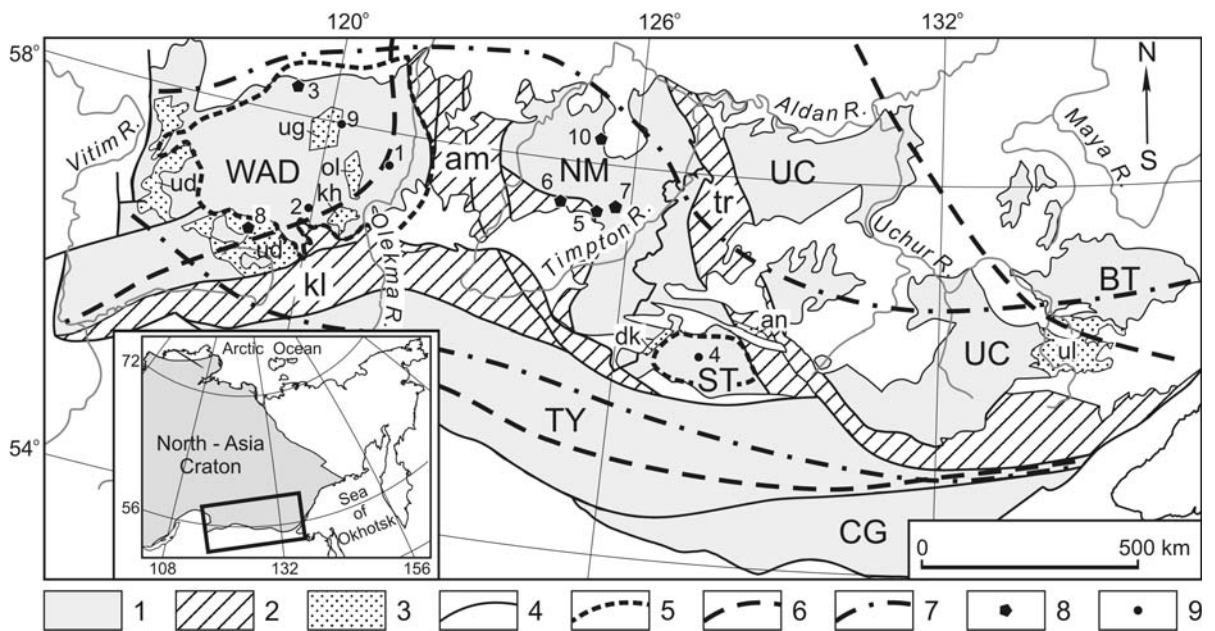 120° 126° 132°
58°
N
S
Aldan R.
Maya R.
Vitim R.
3
ug
9
10
am
NM
UC
WAD
ol
1
ud
kh
6
7
2
5
tr
8
Timpton R.
Uchur R.
ud
Olekma R.
BT
kl
an
dk
4
ul
UC
ST
72
Arctic Ocean
TY
North - Asia
Craton
54°
56
Sea
of
Okhotsk
CG
0 500 km
108 132 156
1 2 3 4 5 6 7 8 9